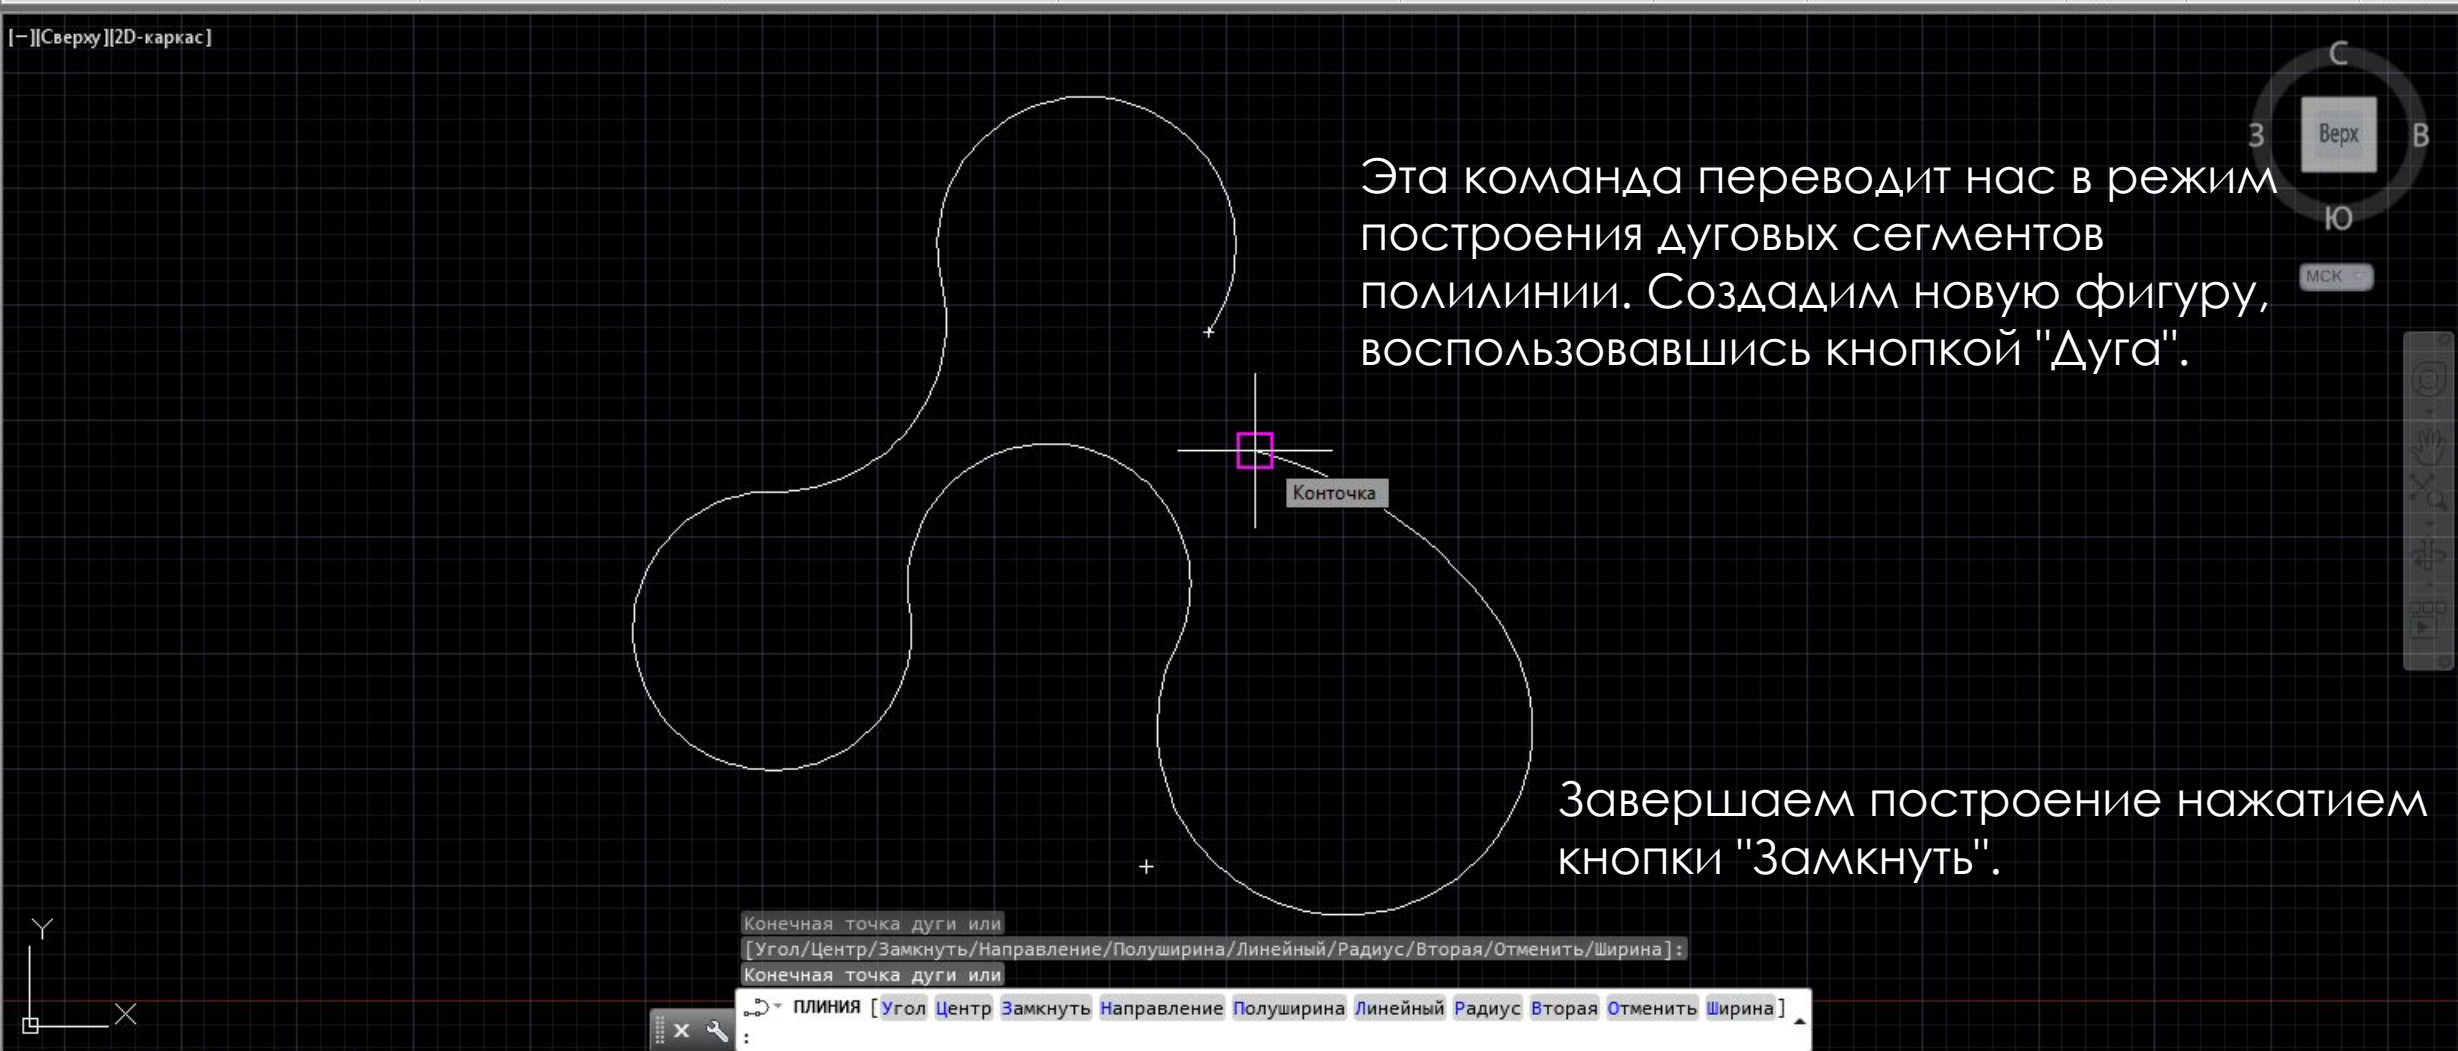 [−][Сверху][2D-каркас]
С
З
Верх
В
Ю
МСК
Эта команда переводит нас в режим
построения дуговых сегментов
полилинии. Создадим новую фигуру,
воспользовавшись кнопкой "Дуга".
Конточка
Завершаем построение нажатием
кнопки "Замкнуть".
Y
X
Конечная точка дуги или
[Угол/Центр/Замкнуть/Направление/Полуширина/Линейный/Радиус/Вторая/Отменить/Ширина]:
Конечная точка дуги или
ПЛИНИЯ [Угол Центр Замкнуть Направление Полуширина Линейный Радиус Вторая Отменить Ширина]
: